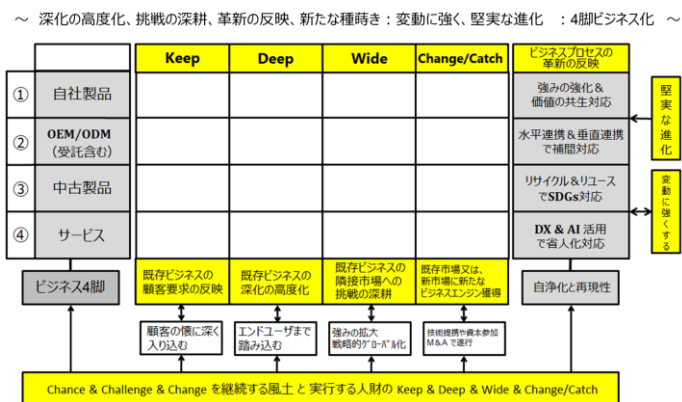 ～ 深化の高度化、挑戦の深耕、革新の反映、新たな種蒔き：変動に強く、堅実な進化 ：4脚ビジネス化 ～
Keep
Deep
Wide
Change/Catch
ビジネスプロセスの
革新の反映
① 自社製品
強みの強化＆
価値の共生対応
② OEM/ODM
（受託含む）
水平連携＆垂直連携
で補間対応
③ 中古製品
リサイクル＆リユース
でSDGs対応
④ サービス
DX & AI 活用
で省人化対応
堅実な進化
変動に強くする
ビジネス4脚
既存ビジネスの
顧客要求の反映
既存ビジネスの
深化の高度化
既存ビジネスの
隣接市場への
挑戦の深耕
既存市場又は、
新市場に新たな
ビジネスエンジン獲得
自浄化と再現性
顧客の懐に深く
入り込む
エンドユーザまで
踏み込む
強みの拡大
戦略的ｸﾞﾛｰﾊﾞﾙ化
技術提携や資本参加
M＆Aで遂行
Chance & Challenge & Change を継続する風土 と 実行する人財の Keep & Deep & Wide & Change/Catch